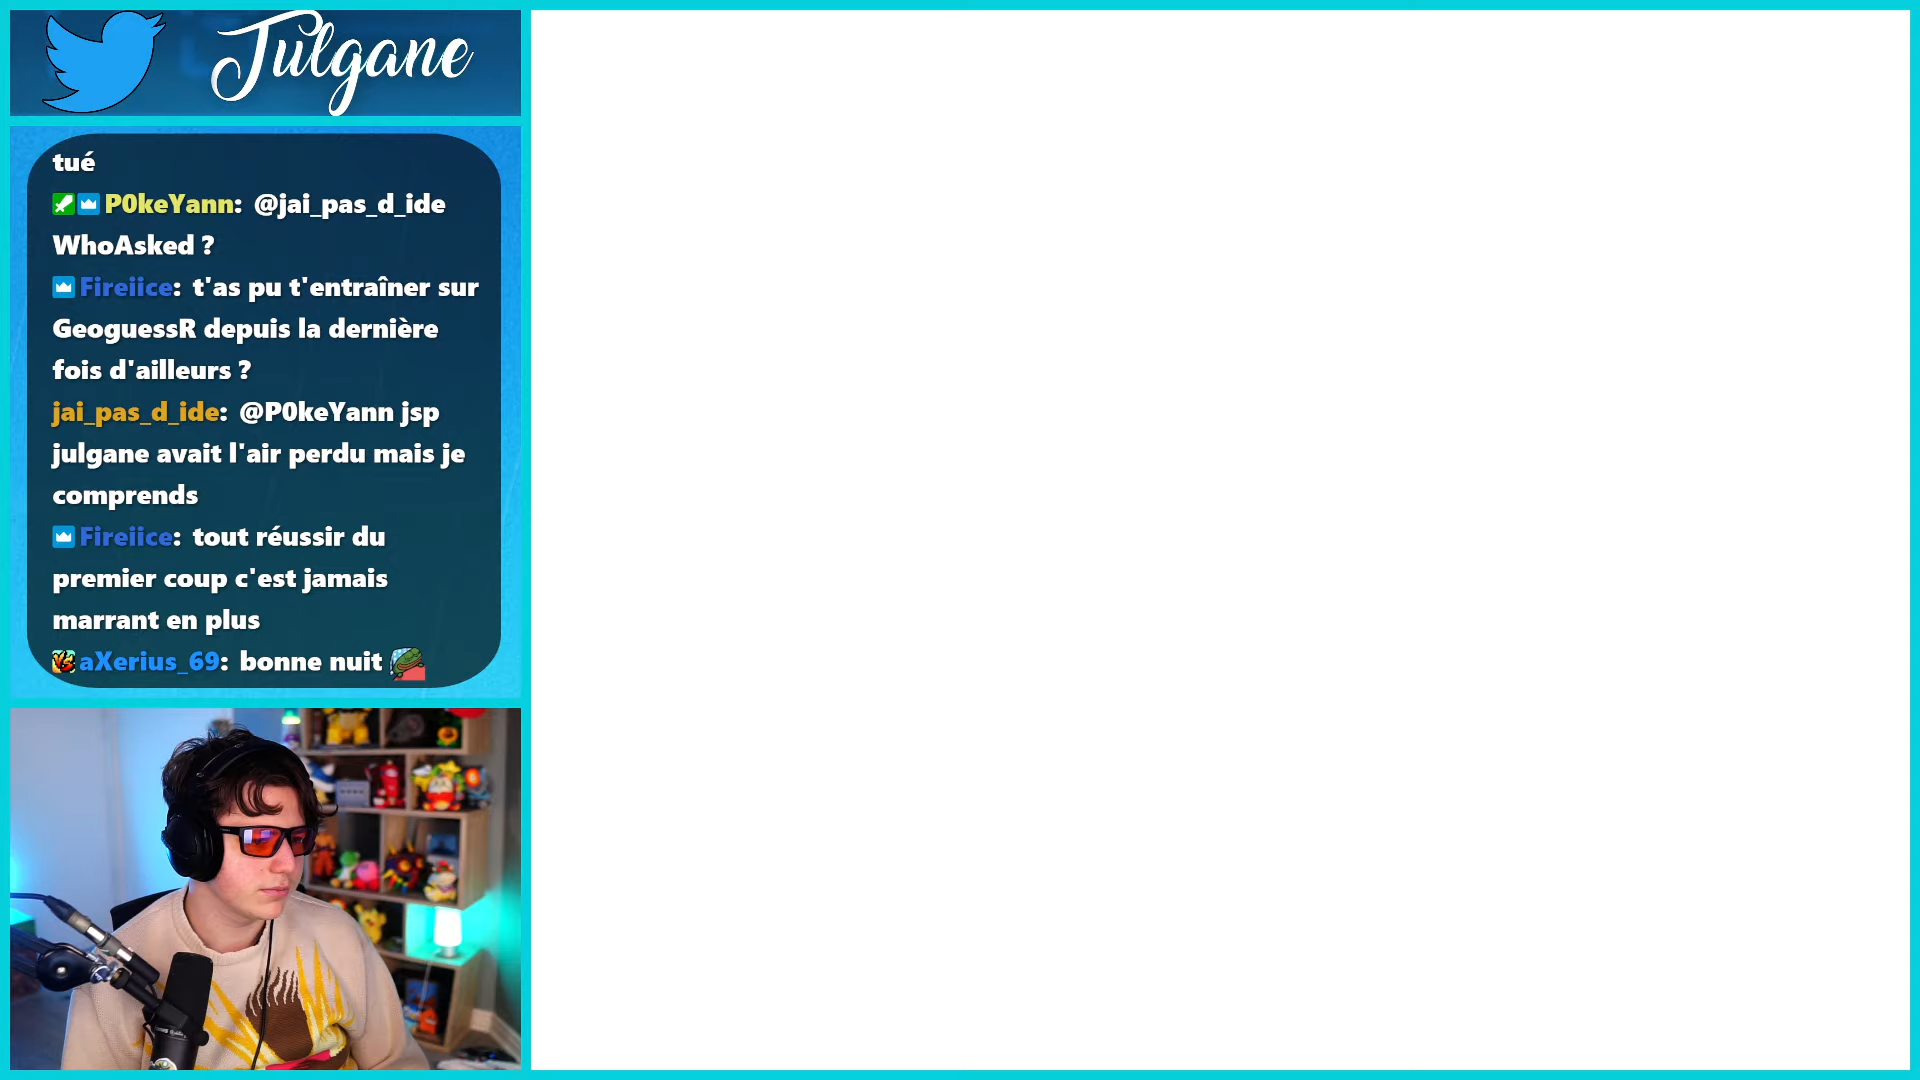 Julgane
tué
P0keYann: @jai_pas_d_ide
WhoAsked ?
Fireiice: t'as pu t'entraîner sur
GeoguessR depuis la dernière
fois d'ailleurs ?
jai_pas_d_ide: @P0keYann jsp
julgane avait l'air perdu mais je
comprends
Fireiice: tout réussir du
premier coup c'est jamais
marrant en plus
aXerius_69: bonne nuit